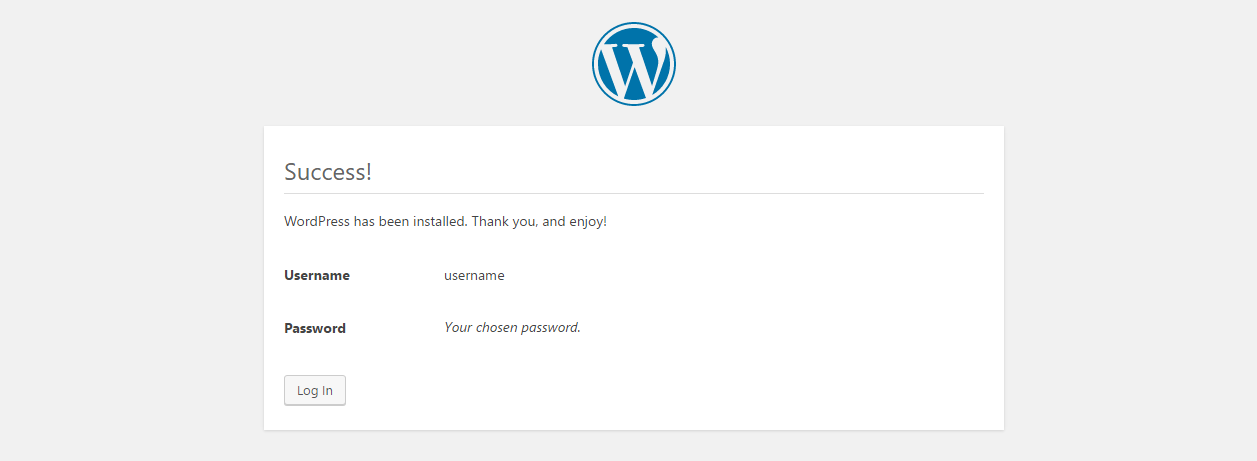 Success!
WordPress has been installed. Thank you, and enjoy!
Username username
Password Your chosen password.
Log In